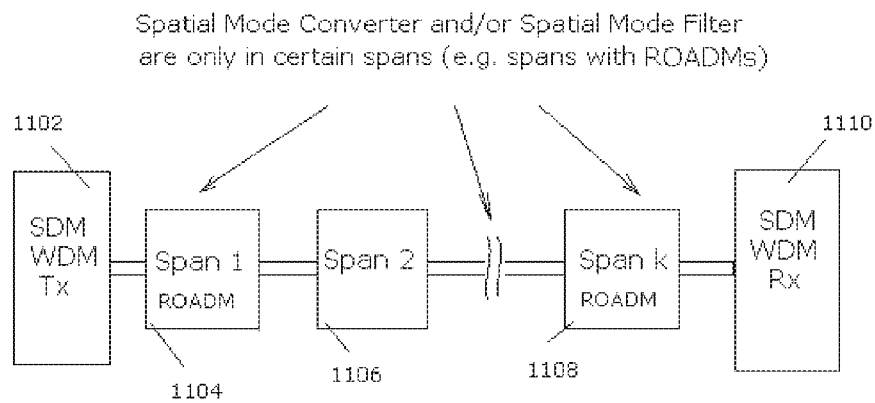 Spatial Mode Converter and/or Spatial Mode Filter
are only in certain spans (e.g. spans with ROADMs)
1102
1110
SDM
WDM
Tx
Span 1
ROADM
Span 2
Span k
ROADM
SDM
WDM
Rx
1104
1106
1108